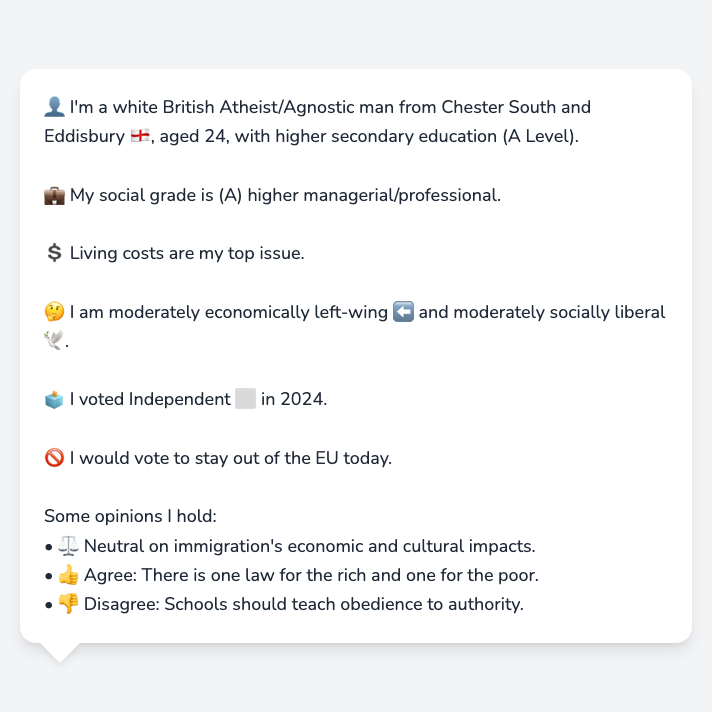 👤 I'm a white British Atheist/Agnostic man from Chester South and
Eddisbury 🏴󠁧󠁢󠁥󠁮󠁧󠁿, aged 24, with higher secondary education (A Level).
💼 My social grade is (A) higher managerial/professional.
💲 Living costs are my top issue.
🤔 I am moderately economically left-wing ⬅️ and moderately socially liberal
🕊️.
🗳️ I voted Independent ⬜ in 2024.
🚫 I would vote to stay out of the EU today.
Some opinions I hold:
• ⚖️ Neutral on immigration's economic and cultural impacts.
• 👍 Agree: There is one law for the rich and one for the poor.
• 👎 Disagree: Schools should teach obedience to authority.